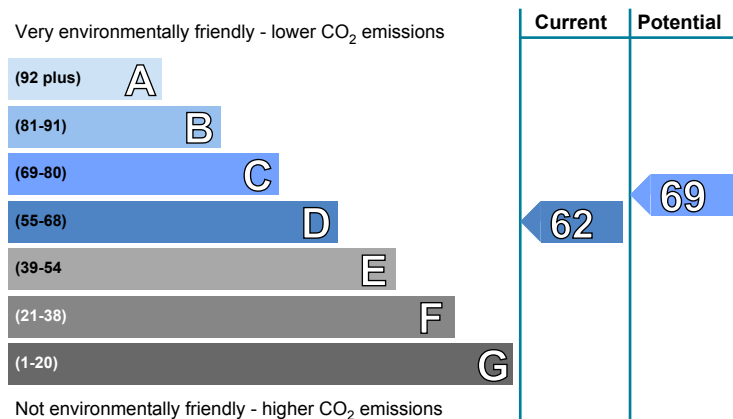 Very environmentally friendly - lower CO2 emissions
Current
Potential
(92 plus) A
(81-91) B
(69-80) C
(55-68) D
(39-54 E
(21-38) F
(1-20) G
62
69
Not environmentally friendly - higher CO2 emissions